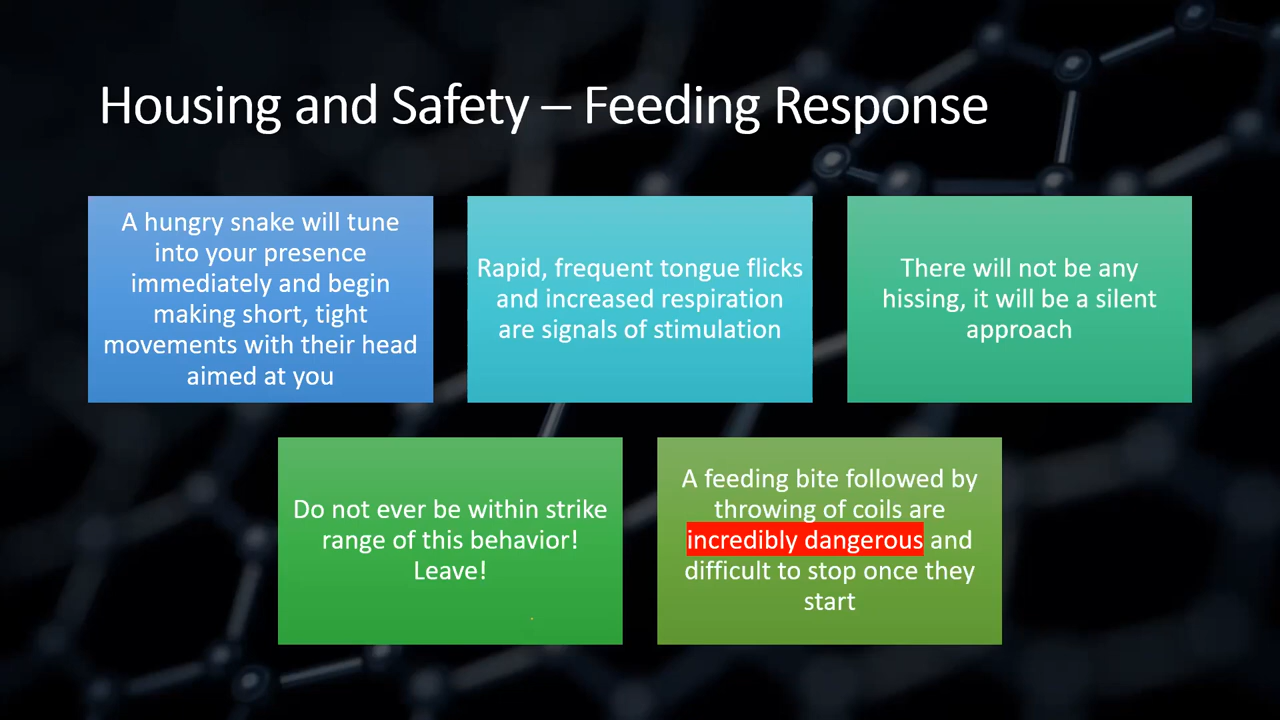 Housing and Safety – Feeding Response
A hungry snake will tune
into your presence
immediately and begin
making short, tight
movements with their head
aimed at you
Rapid, frequent tongue flicks
and increased respiration
are signals of stimulation
There will not be any
hissing, it will be a silent
approach
Do not ever be within strike
range of this behavior!
Leave!
A feeding bite followed by
throwing of coils are
incredibly dangerous and
difficult to stop once they
start